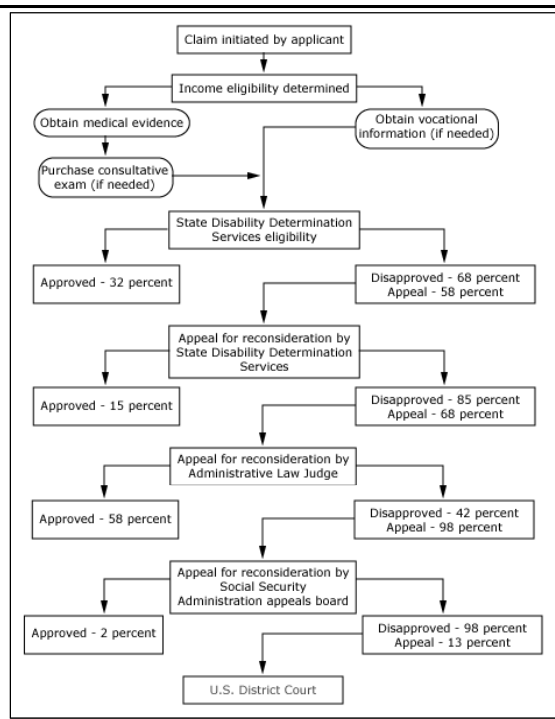 Claim initiated by applicant
Income eligibility determined
Obtain medical evidence
Obtain vocational
information (if needed)
Purchase consultative
exam (if needed)
State Disability Determination
Services eligibility
Approved - 32 percent
Disapproved - 68 percent
Appeal - 58 percent
Appeal for reconsideration by
State Disability Determination
Services
Approved - 15 percent
Disapproved - 85 percent
Appeal - 68 percent
Appeal for reconsideration by
Administrative Law Judge
Approved - 58 percent
Disapproved - 42 percent
Appeal - 98 percent
Appeal for reconsideration by
Social Security
Administration appeals board
Approved - 2 percent
Disapproved - 98 percent
Appeal - 13 percent
U.S. District Court